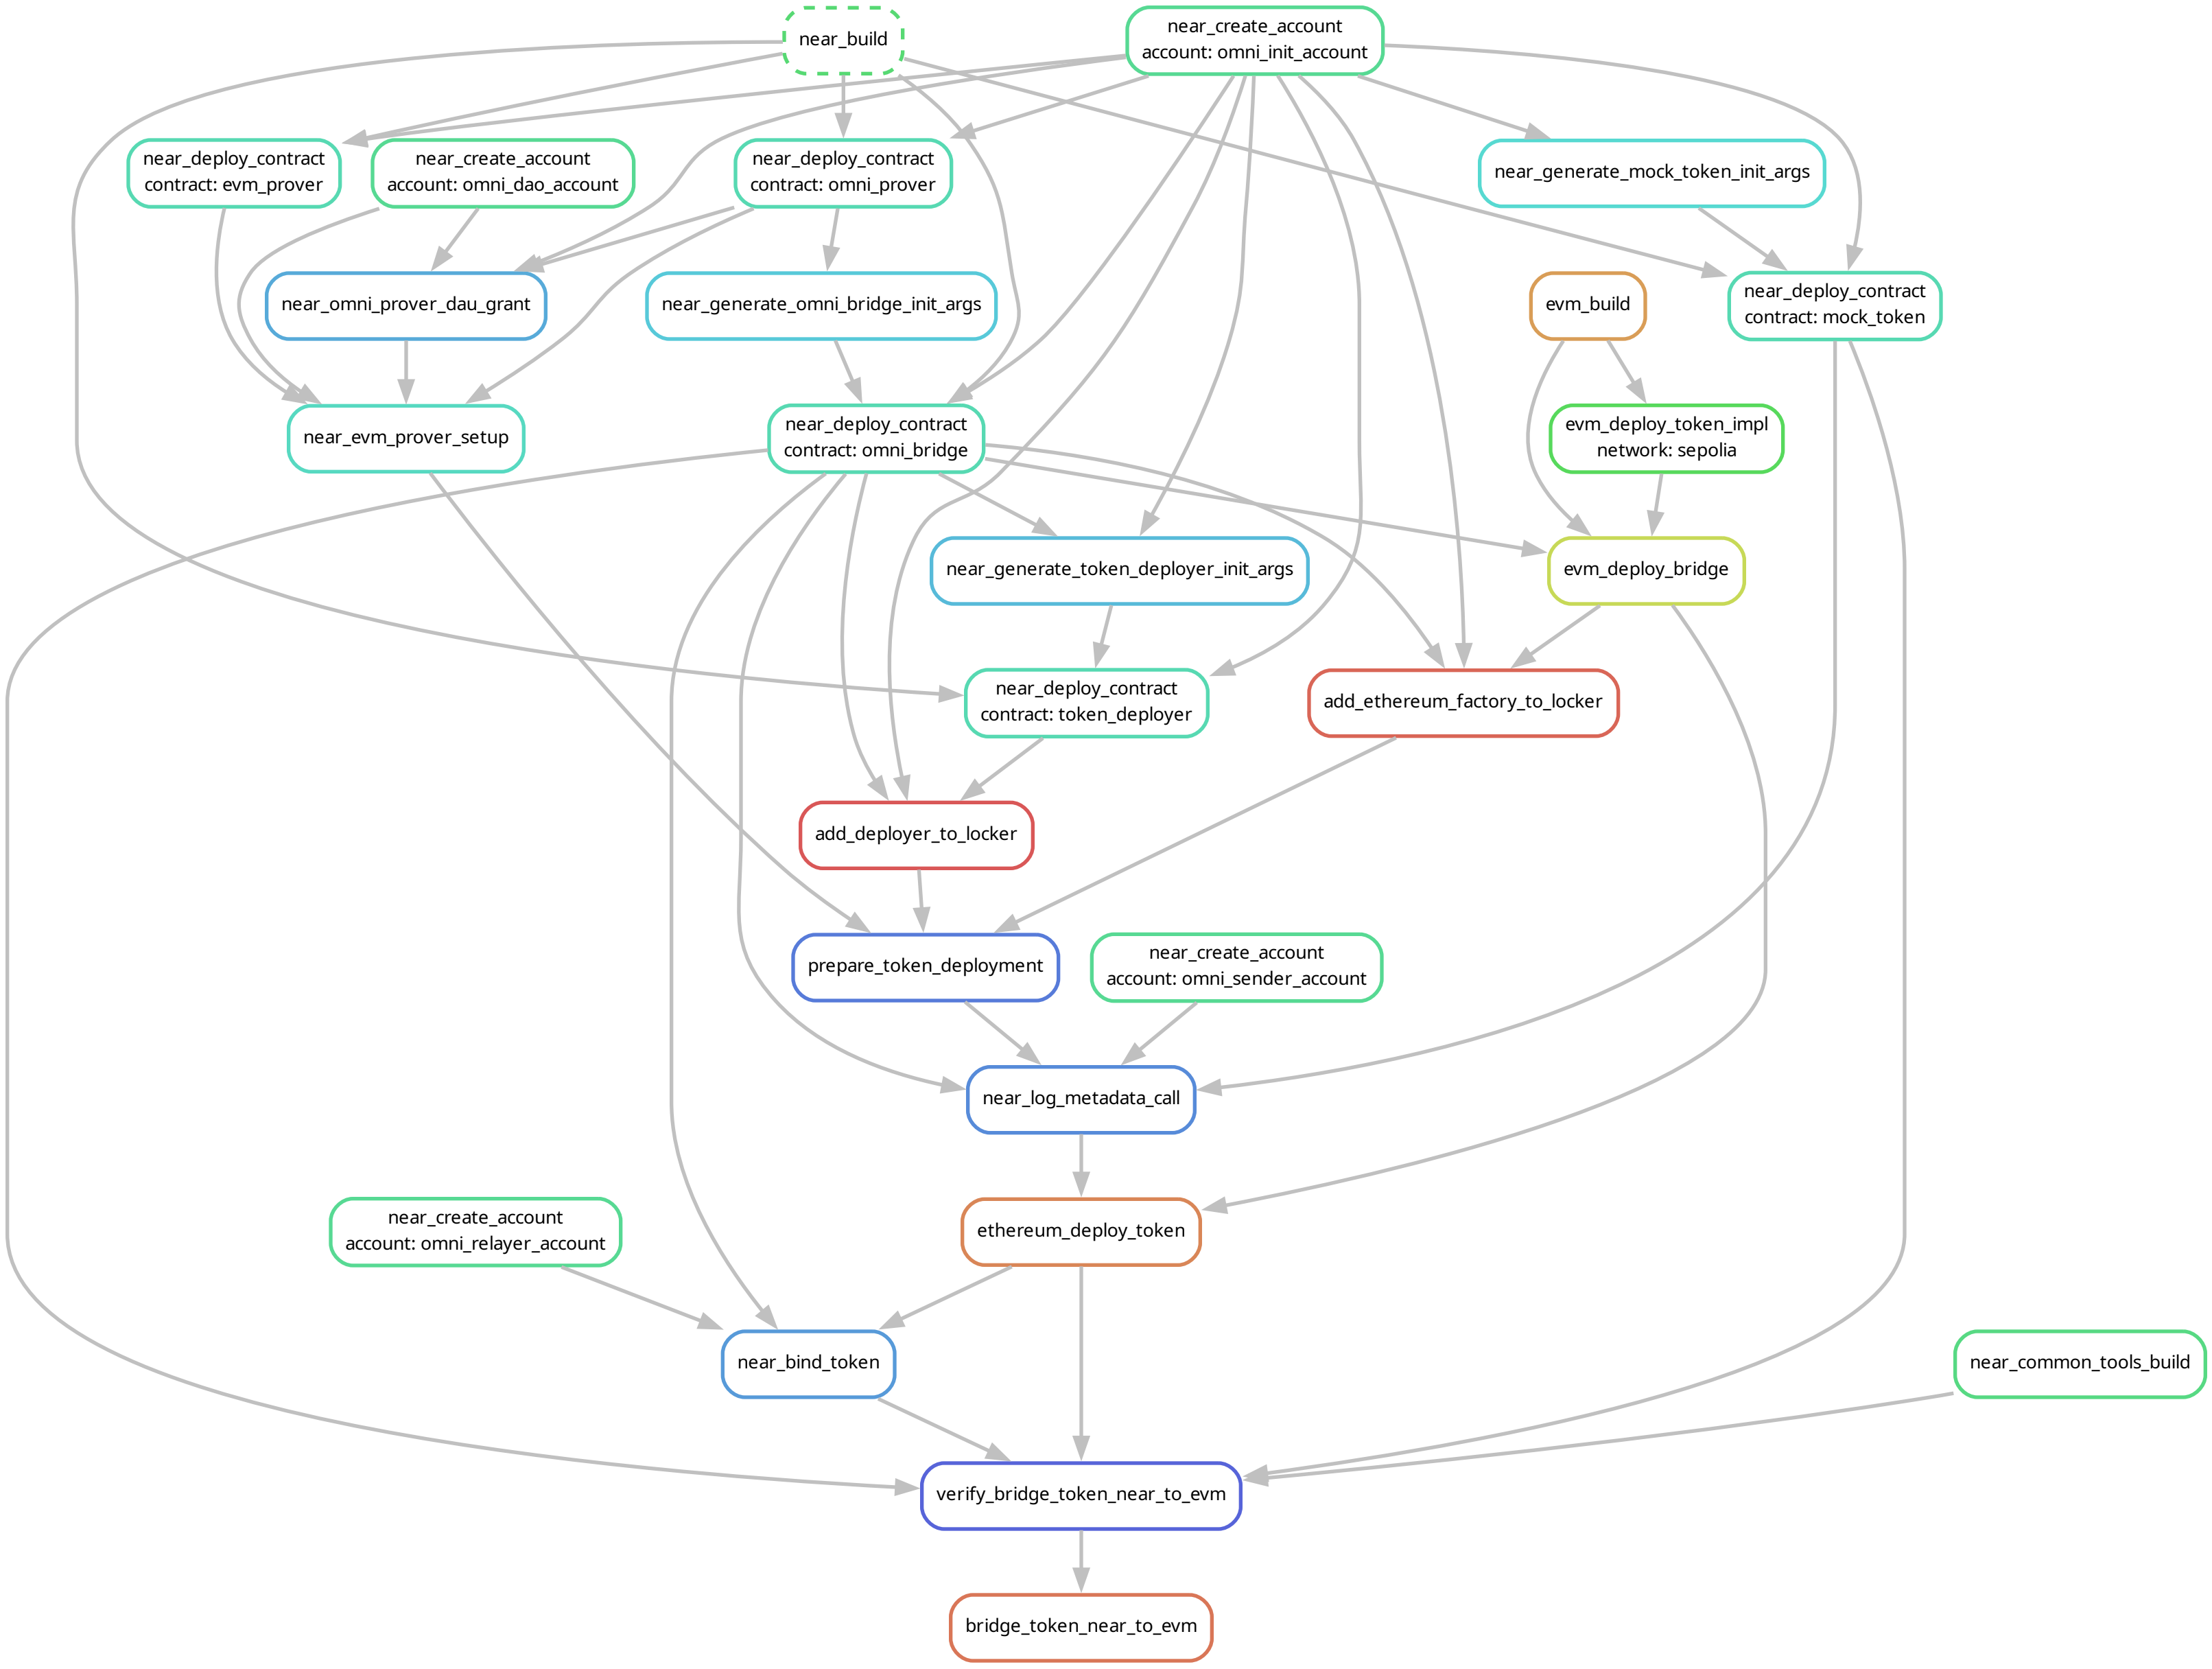 near_build
near_create_account
account: omni_init_account
near_deploy_contract
contract: evm_prover
near_create_account
account: omni_dao_account
near_deploy_contract
contract: omni_prover
near_generate_mock_token_init_args
near_omni_prover_dau_grant
near_generate_omni_bridge_init_args
evm_build
near_deploy_contract
contract: mock_token
near_evm_prover_setup
near_deploy_contract
contract: omni_bridge
evm_deploy_token_impl
network: sepolia
near_generate_token_deployer_init_args
evm_deploy_bridge
near_deploy_contract
contract: token_deployer
add_ethereum_factory_to_locker
add_deployer_to_locker
prepare_token_deployment
near_create_account
account: omni_sender_account
near_log_metadata_call
near_create_account
account: omni_relayer_account
ethereum_deploy_token
near_bind_token
near_common_tools_build
verify_bridge_token_near_to_evm
bridge_token_near_to_evm